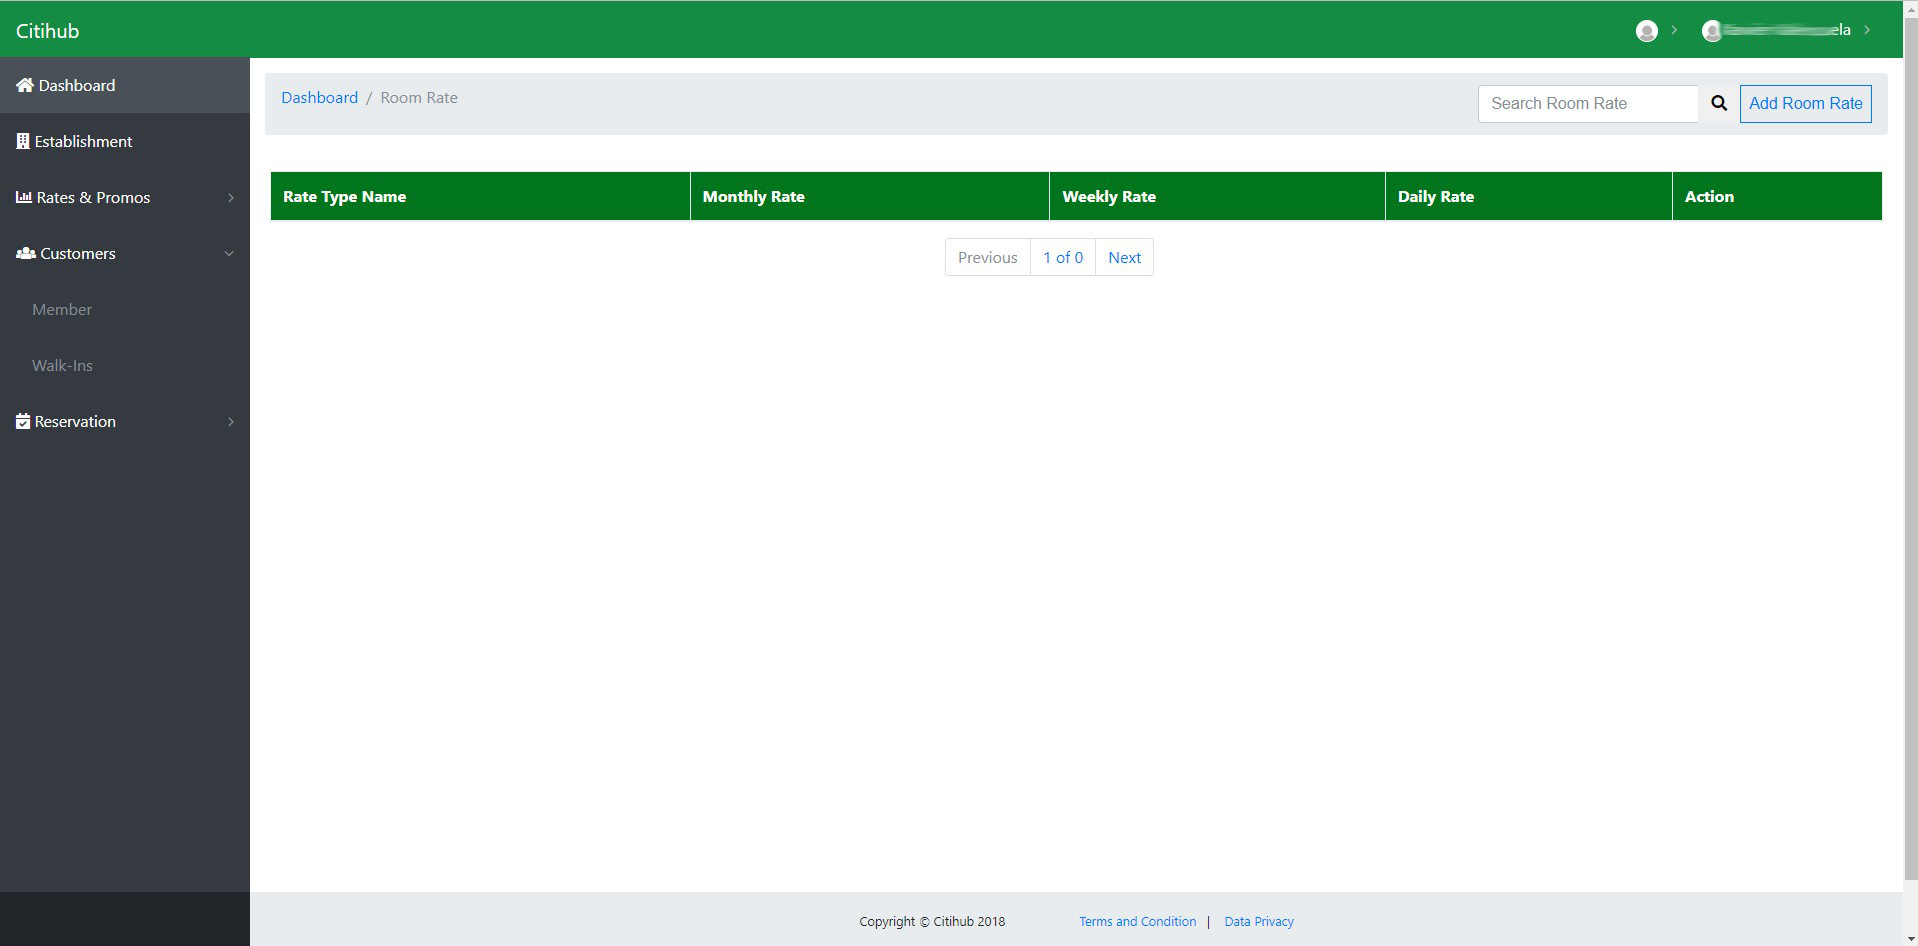 Citihub
ela
Dashboard
Establishment
Rates & Promos
Customers
Member
Walk-Ins
Reservation
Dashboard / Room Rate
Search Room Rate
Add Room Rate
Rate Type Name Monthly Rate Weekly Rate Daily Rate Action
Previous 1 of 0 Next
Copyright © Citihub 2018 Terms and Condition | Data Privacy